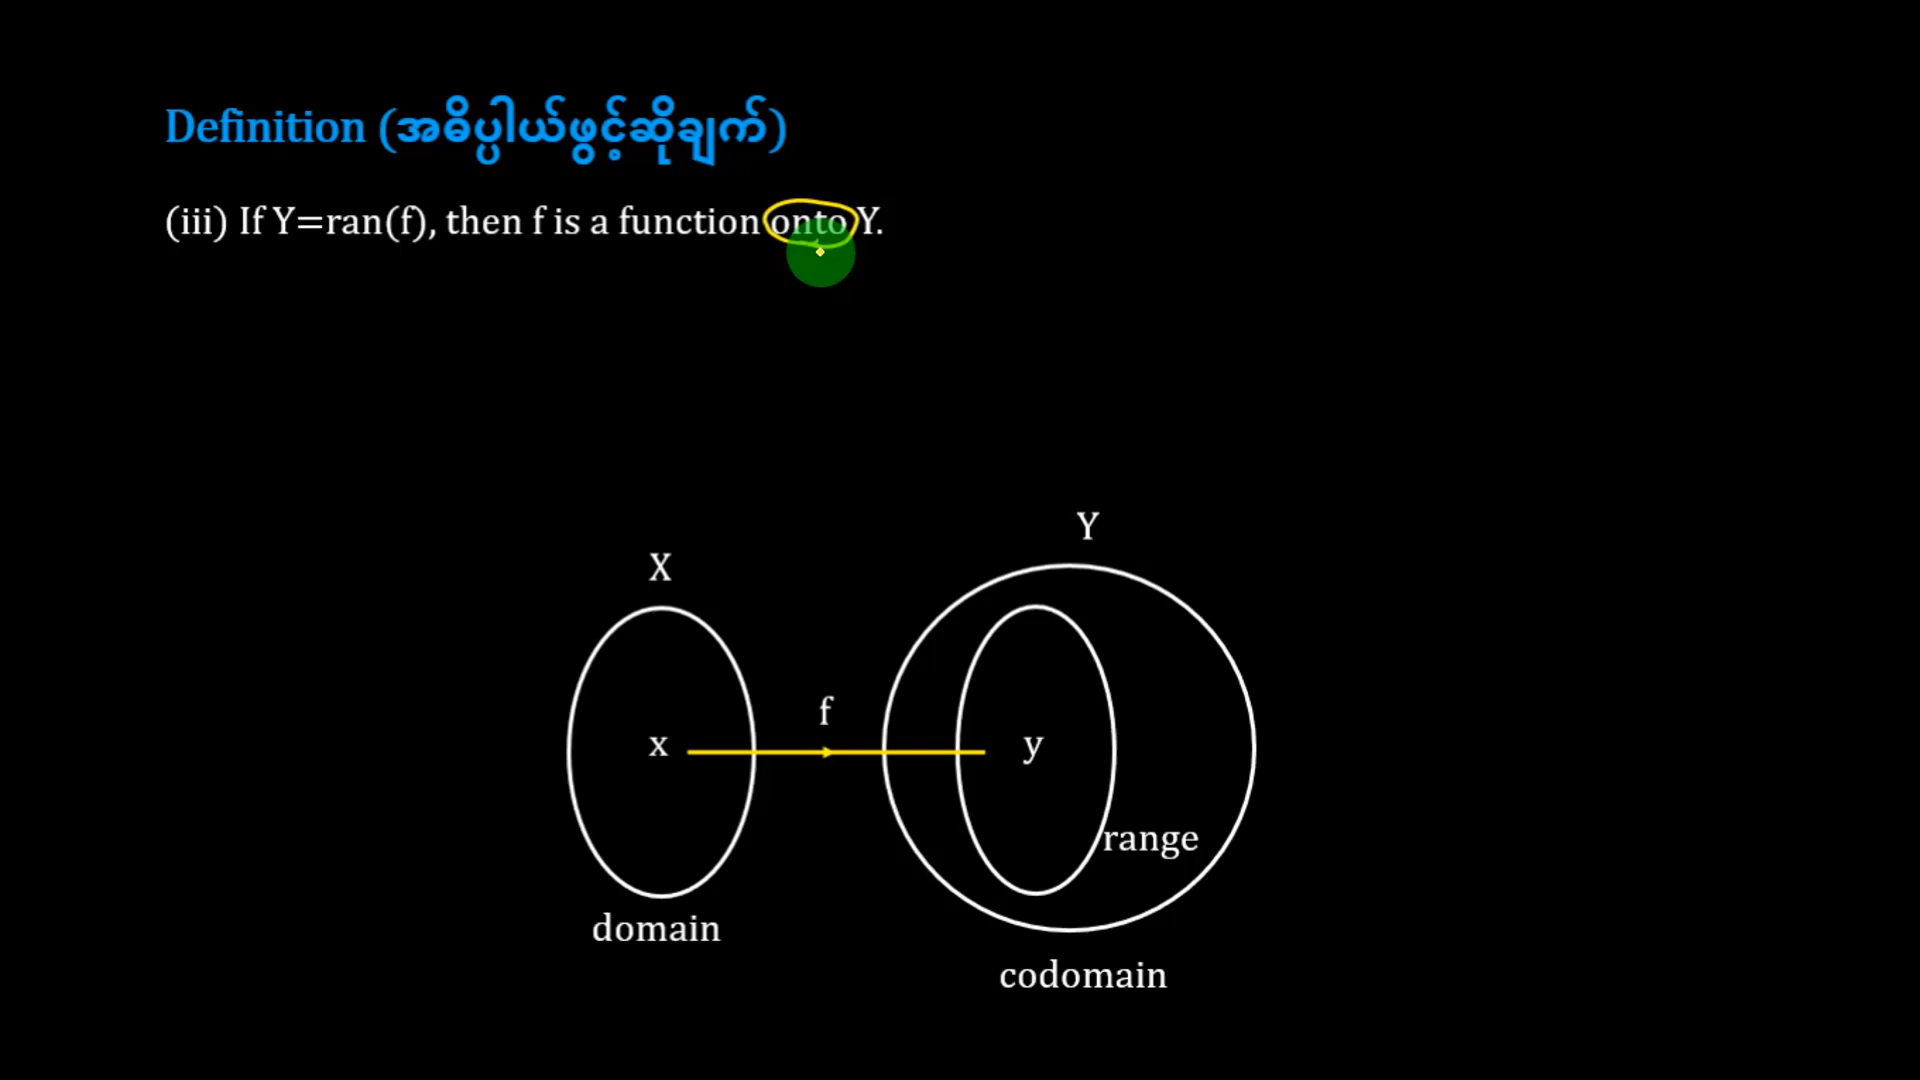 Definition (အဓိပ္ပါယ်ဖွင့်ဆိုချက်)
(iii) If Y=ran(f), then f is a function onto Y.
Y
X
f
x
y
range
domain
codomain